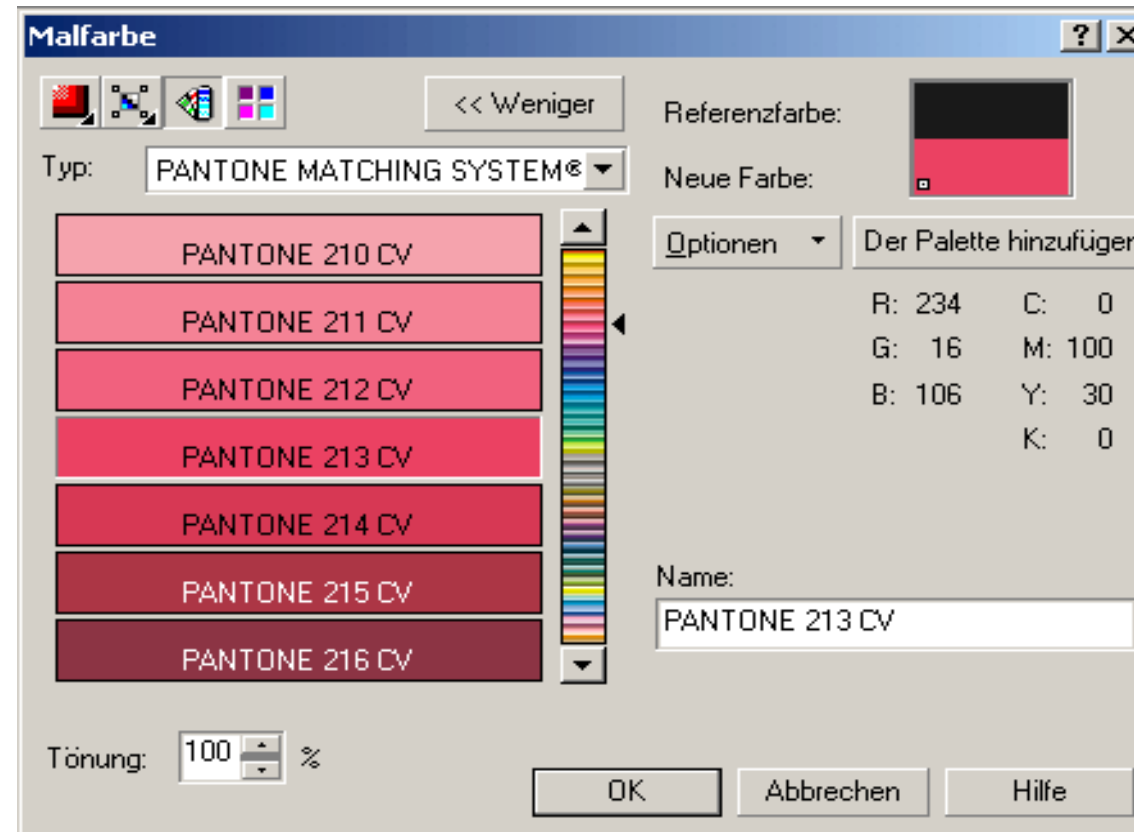 Malfarbe
<< Weniger
Typ: PANTONE MATCHING SYSTEM®
PANTONE 210 CV
PANTONE 211 CV
PANTONE 212 CV
PANTONE 213 CV
PANTONE 214 CV
PANTONE 215 CV
PANTONE 216 CV
Tönung: 100 %
Referenzfarbe:
Neue Farbe:
Optionen Der Palette hinzufügen
R: 234 C: 0
G: 16 M: 100
B: 106 Y: 30
K: 0
Name:
PANTONE 213 CV
OK Abbrechen Hilfe